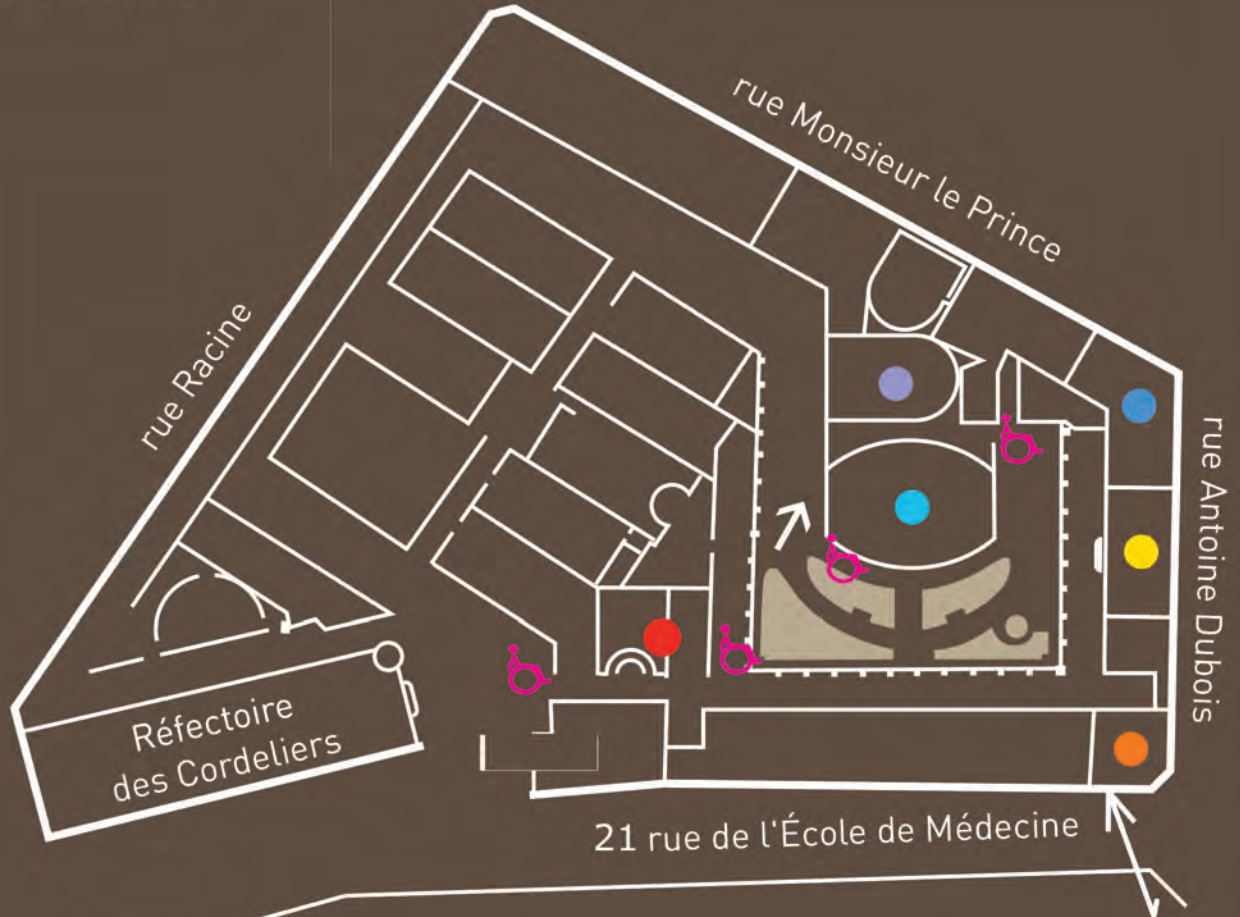 rue Monsieur le Prince
rue Racine
rue Antoine Dubois
Réfectoire
des Cordeliers
21 rue de l'École de Médecine